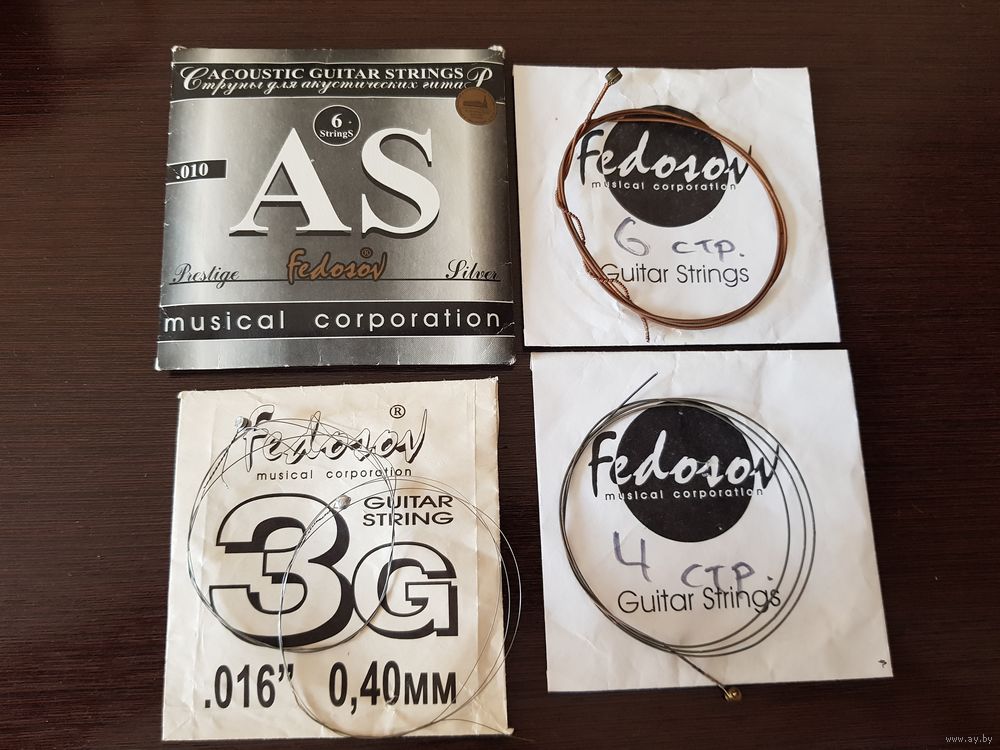 ACOUSTIC GUITAR STRINGS
Струны для акустических гитар
6
StringS
.010
AS
fedosov®
Prestige
Silver
musical corporation
fedosov
musical corporation
6 стр.
Guitar Strings
fedosov®
musical corporation
GUITAR
STRING
3G
.016” 0,40мм
fedosov
musical corporation
4 стр.
Guitar Strings
www.ay.by